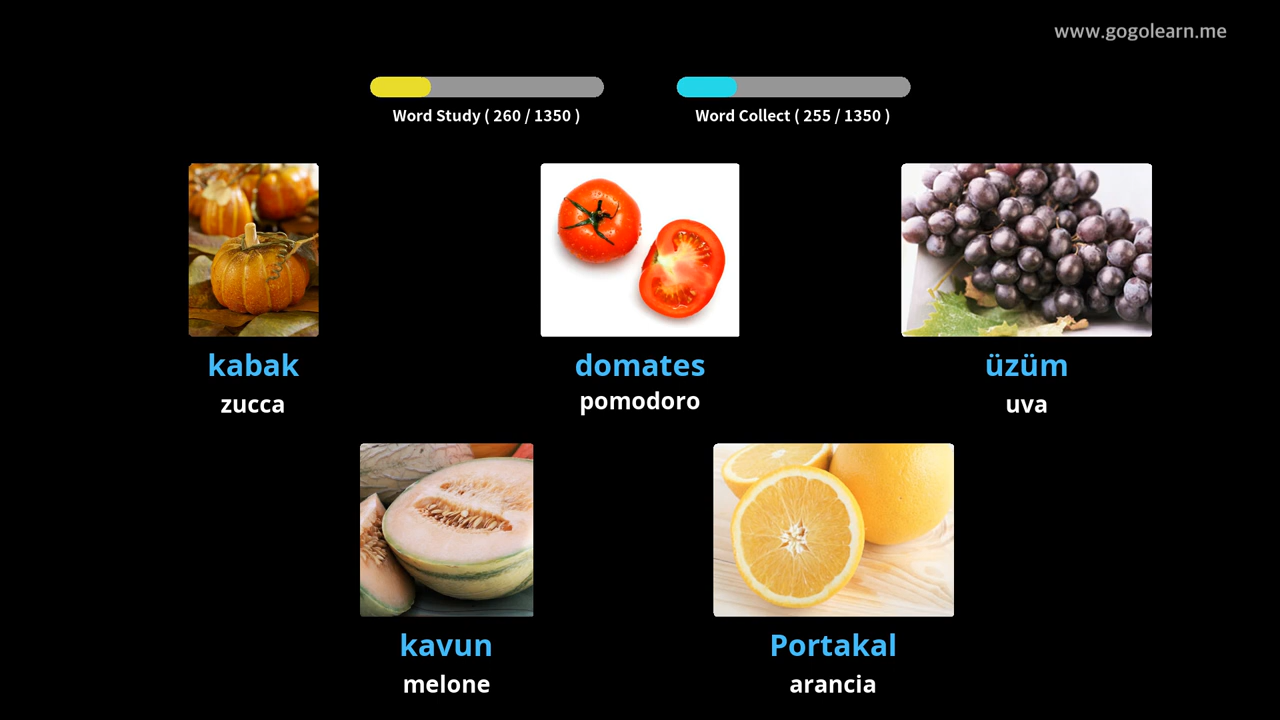 www.gogolearn.me
Word Study ( 260 / 1350 )
Word Collect ( 255 / 1350 )
kabak
zucca
domates
pomodoro
üzüm
uva
kavun
melone
Portakal
arancia